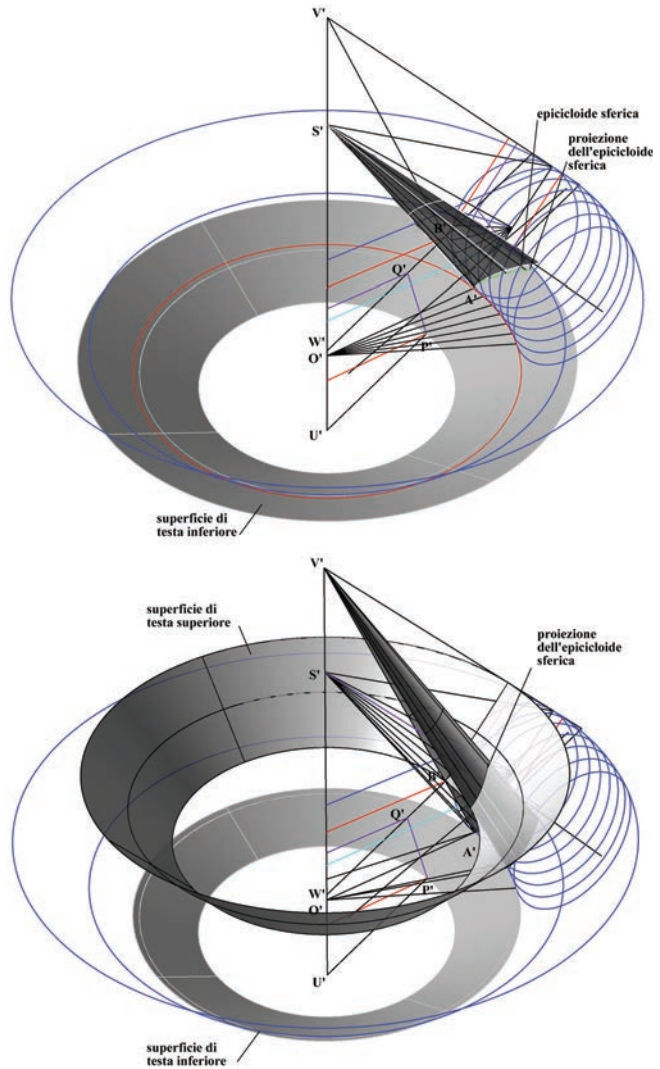 V'
epicicloide sferica
S'
proiezione
dell'epicicloide
sferica
B'
Q'
A'
W'
P'
O'
U'
superficie di
testa inferiore
V'
superficie di
testa superiore
proiezione
dell'epicicloide
sferica
S'
B'
Q'
A'
W'
P'
O'
U'
superficie di
testa inferiore